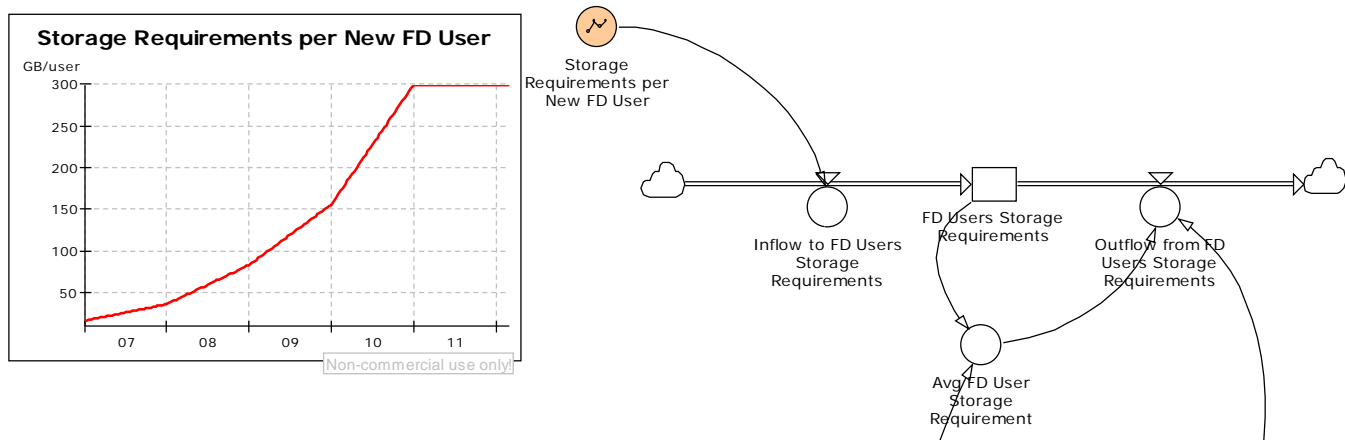 Storage Requirements per New FD User
GB/user
300
250
200
150
100
50
07
08
09
10
11
Non-commercial use only!
Storage
Requirements per
New FD User
Inflow to FD Users
Storage
Requirements
FD Users Storage
Requirements
Outflow from FD
Users Storage
Requirements
Avg FD User
Storage
Requirement